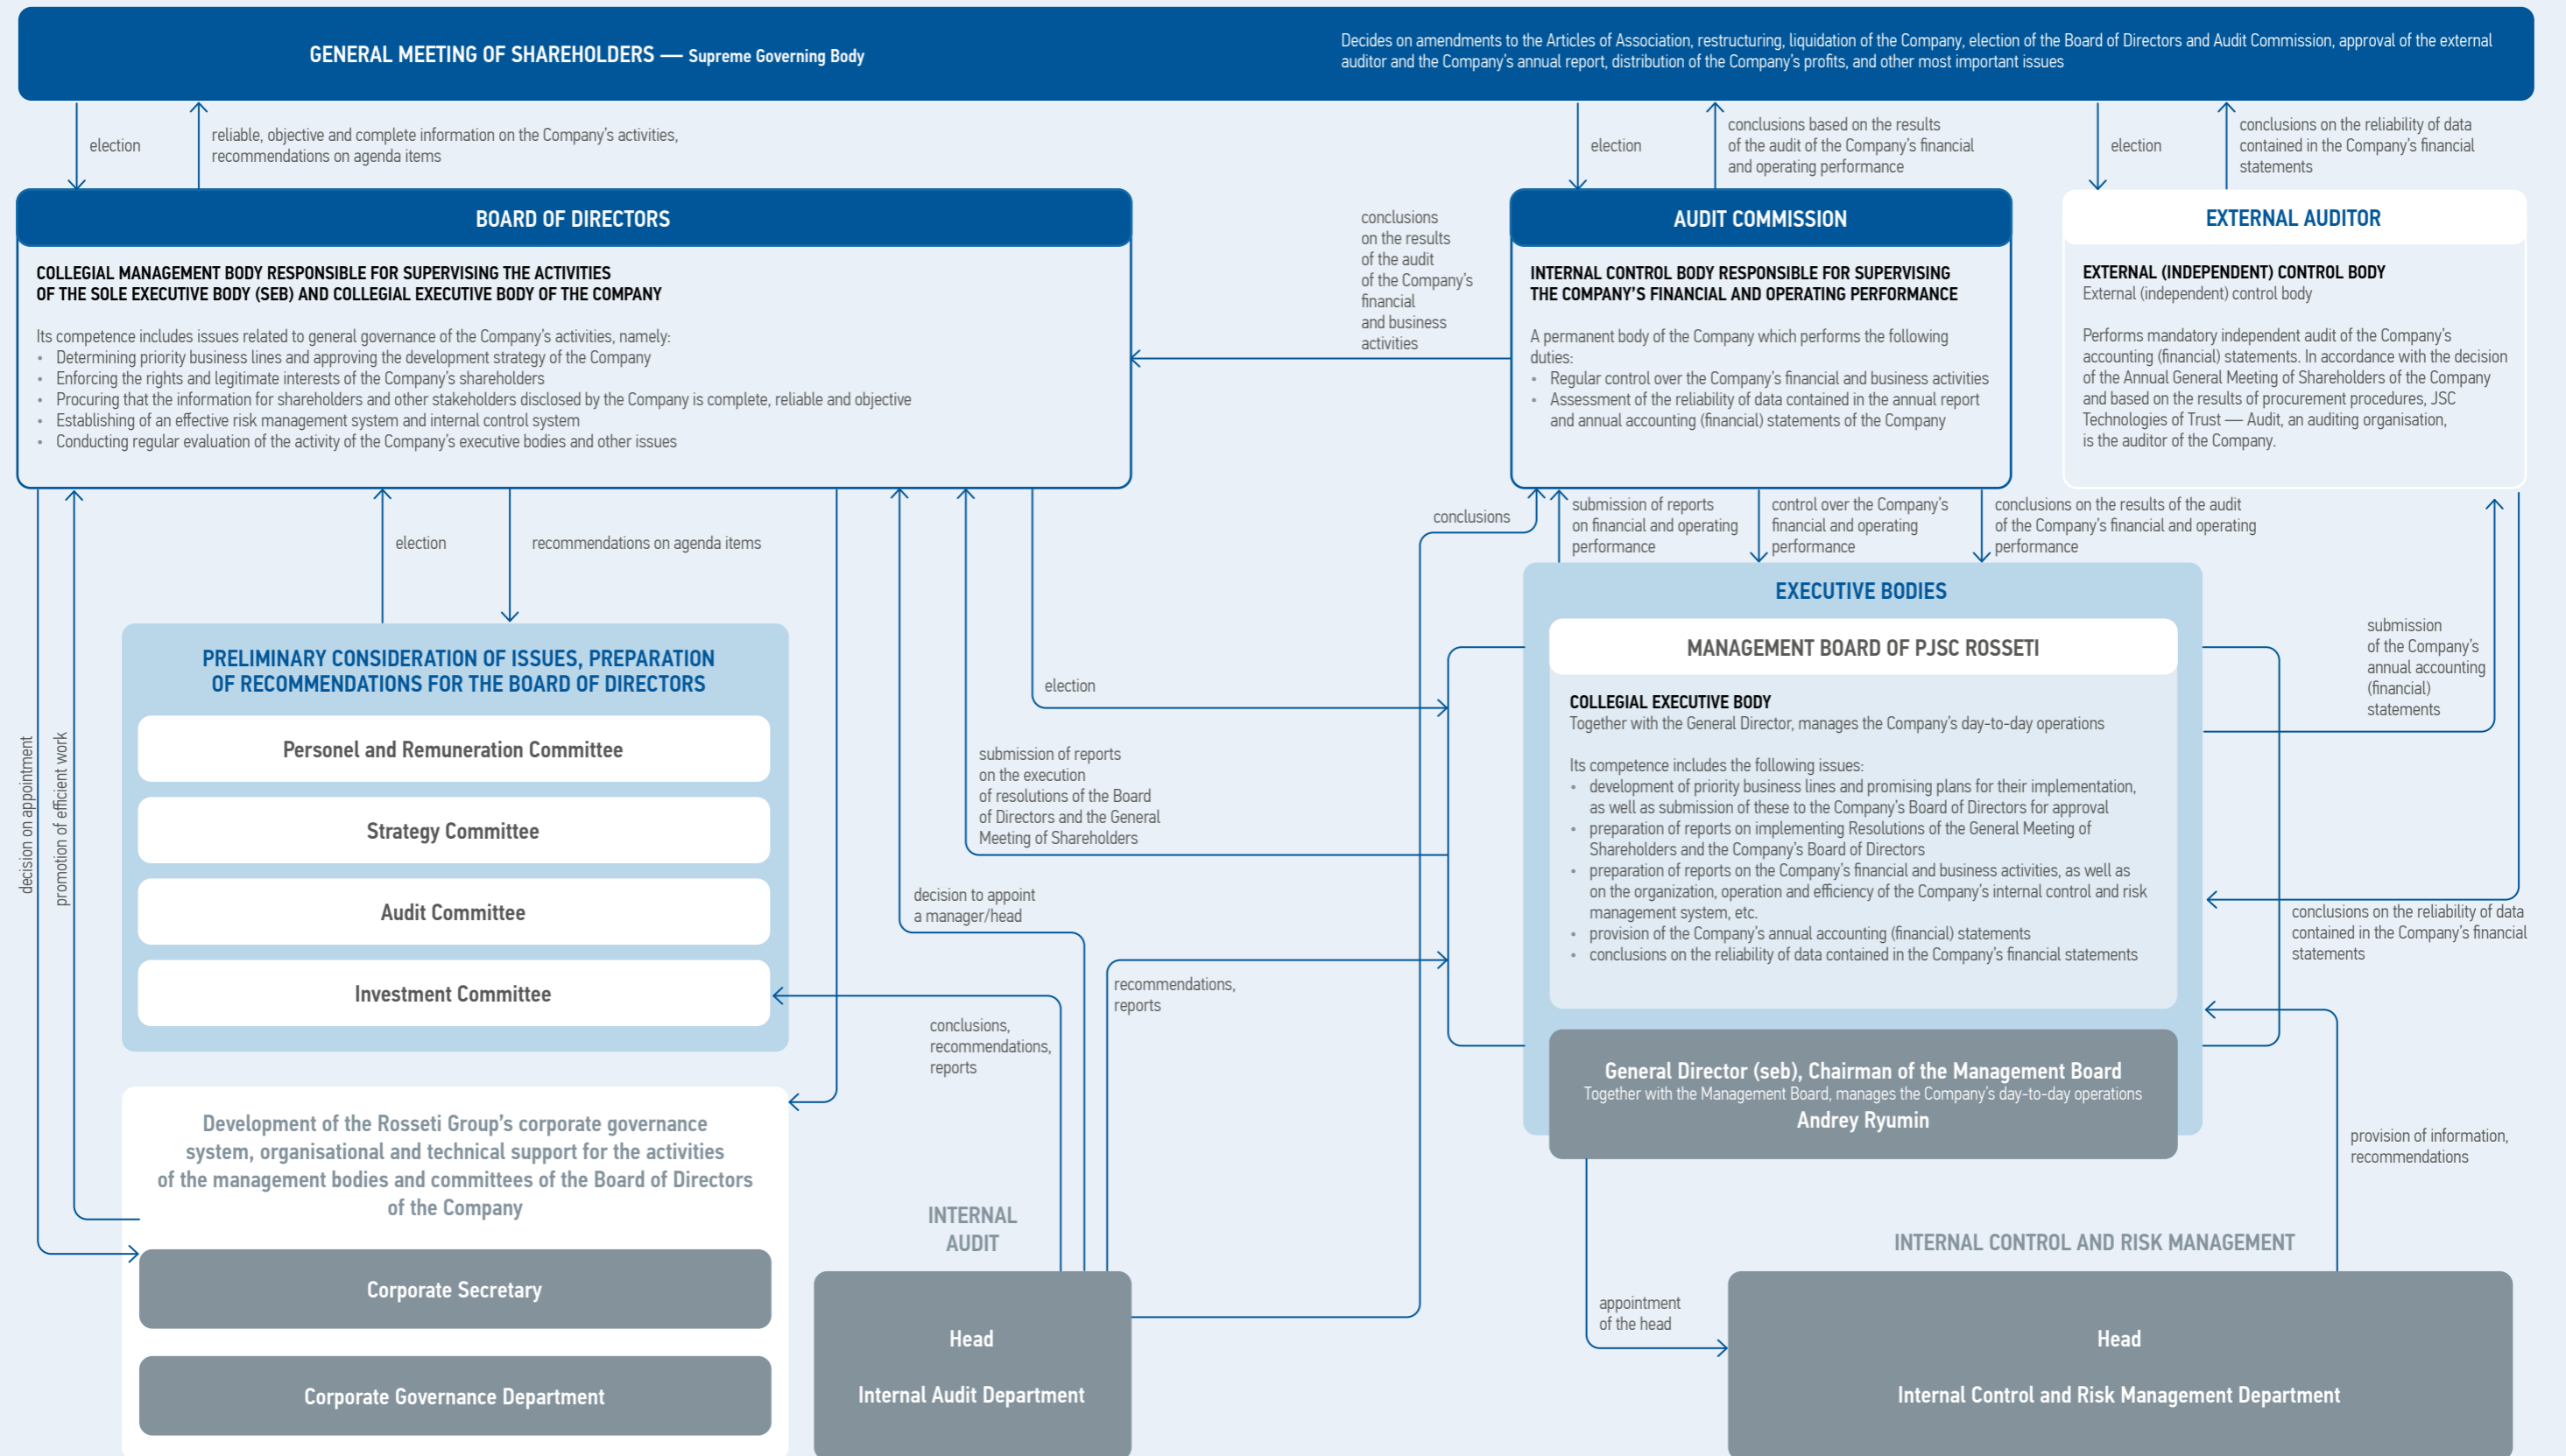 GENERAL MEETING OF SHAREHOLDERS — Supreme Governing Body
Decides on amendments to the Articles of Association, restructuring, liquidation of the Company, election of the Board of Directors and Audit Commission, approval of the external
auditor and the Company's annual report, distribution of the Company's profits, and other most important issues
election
reliable, objective and complete information on the Company's activities,
recommendations on agenda items
election
conclusions based on the results
of the audit of the Company's financial
and operating performance
election
conclusions on the reliability of data
contained in the Company's financial
statements
BOARD OF DIRECTORS
COLLEGIAL MANAGEMENT BODY RESPONSIBLE FOR SUPERVISING THE ACTIVITIES
OF THE SOLE EXECUTIVE BODY (SEB) AND COLLEGIAL EXECUTIVE BODY OF THE COMPANY
Its competence includes issues related to general governance of the Company's activities, namely:
• Determining priority business lines and approving the development strategy of the Company
• Enforcing the rights and legitimate interests of the Company's shareholders
• Procuring that the information for shareholders and other stakeholders disclosed by the Company is complete, reliable and objective
• Establishing of an effective risk management system and internal control system
• Conducting regular evaluation of the activity of the Company's executive bodies and other issues
conclusions
on the results
of the audit
of the Company's
financial
and business
activities
AUDIT COMMISSION
INTERNAL CONTROL BODY RESPONSIBLE FOR SUPERVISING
THE COMPANY'S FINANCIAL AND OPERATING PERFORMANCE
A permanent body of the Company which performs the following
duties:
• Regular control over the Company's financial and business activities
• Assessment of the reliability of data contained in the annual report
and annual accounting (financial) statements of the Company
EXTERNAL AUDITOR
EXTERNAL (INDEPENDENT) CONTROL BODY
External (independent) control body
Performs mandatory independent audit of the Company's
accounting (financial) statements. In accordance with the decision
of the Annual General Meeting of Shareholders of the Company
and based on the results of procurement procedures, JSC
Technologies of Trust — Audit, an auditing organisation,
is the auditor of the Company.
decision on appointment
promotion of efficient work
election
recommendations on agenda items
conclusions
submission of reports
on financial and operating
performance
control over the Company's
financial and operating
performance
conclusions on the results of the audit
of the Company's financial and operating
performance
PRELIMINARY CONSIDERATION OF ISSUES, PREPARATION
OF RECOMMENDATIONS FOR THE BOARD OF DIRECTORS
Personel and Remuneration Committee
Strategy Committee
Audit Committee
Investment Committee
election
submission of reports
on the execution
of resolutions of the Board
of Directors and the General
Meeting of Shareholders
decision to appoint
a manager/head
recommendations,
reports
conclusions,
recommendations,
reports
EXECUTIVE BODIES
MANAGEMENT BOARD OF PJSC ROSSETI
COLLEGIAL EXECUTIVE BODY
Together with the General Director, manages the Company's day-to-day operations
Its competence includes the following issues:
• development of priority business lines and promising plans for their implementation,
as well as submission of these to the Company's Board of Directors for approval
• preparation of reports on implementing Resolutions of the General Meeting of
Shareholders and the Company's Board of Directors
• preparation of reports on the Company's financial and business activities, as well as
on the organization, operation and efficiency of the Company's internal control and risk
management system, etc.
• provision of the Company's annual accounting (financial) statements
• conclusions on the reliability of data contained in the Company's financial statements
General Director (seb), Chairman of the Management Board
Together with the Management Board, manages the Company's day-to-day operations
Andrey Ryumin
submission
of the Company's
annual accounting
(financial)
statements
conclusions on the reliability of data
contained in the Company's financial
statements
provision of information,
recommendations
Development of the Rosseti Group's corporate governance
system, organisational and technical support for the activities
of the management bodies and committees of the Board of Directors
of the Company
Corporate Secretary
Corporate Governance Department
INTERNAL
AUDIT
Head
Internal Audit Department
appointment
of the head
INTERNAL CONTROL AND RISK MANAGEMENT
Head
Internal Control and Risk Management Department